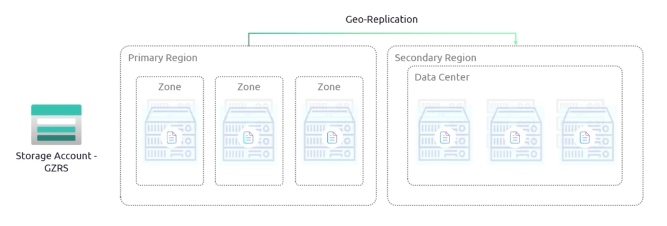 Geo-Replication
Primary Region
Secondary Region
Data Center
Zone
Zone
Zone
Storage Account -
GZRS